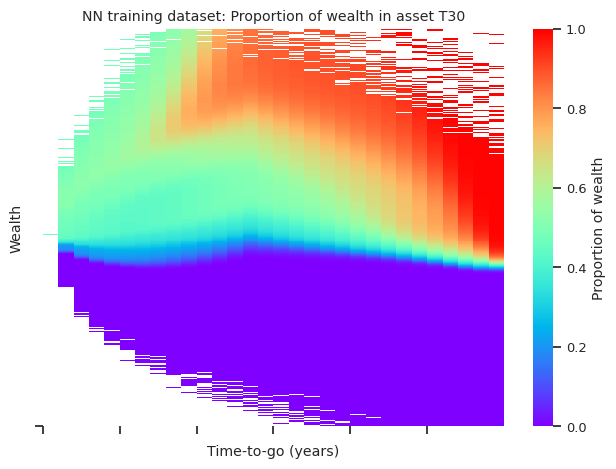 NN training dataset: Proportion of wealth in asset T30
Wealth
Time-to-go (years)
1.0
0.8
0.6
0.4
0.2
0.0
Proportion of wealth